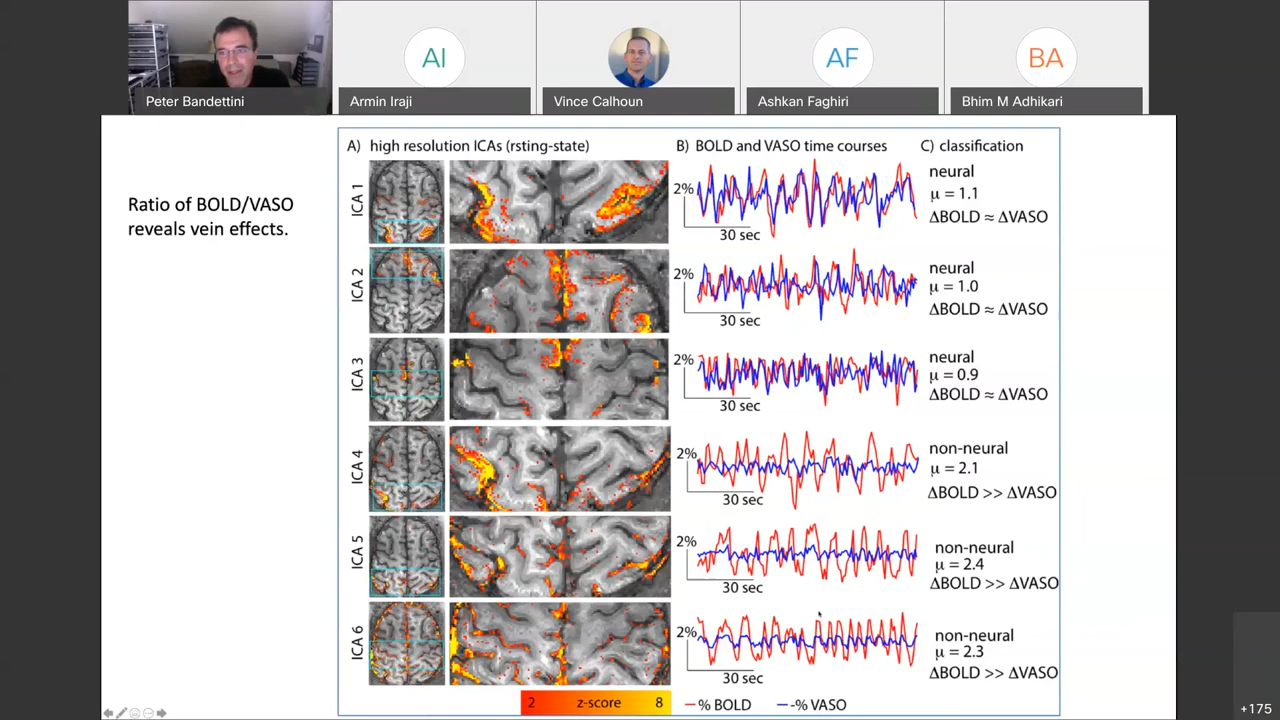 AI
AF
BA
Peter Bandettini
Armin Iraji
Vince Calhoun
Ashkan Faghiri
Bhim M Adhikari
Ratio of BOLD/VASO
reveals vein effects.
A) high resolution ICAs (rsting-state)
B) BOLD and VASO time courses
C) classification
ICA 1
2%
30 sec
neural
μ = 1.1
ΔBOLD ≈ ΔVASO
ICA 2
2%
30 sec
neural
μ = 1.0
ΔBOLD ≈ ΔVASO
ICA 3
2%
30 sec
neural
μ = 0.9
ΔBOLD ≈ ΔVASO
ICA 4
2%
30 sec
non-neural
μ = 2.1
ΔBOLD >> ΔVASO
ICA 5
2%
30 sec
non-neural
μ = 2.4
ΔBOLD >> ΔVASO
ICA 6
2%
30 sec
non-neural
μ = 2.3
ΔBOLD >> ΔVASO
2 z-score 8
% BOLD
-% VASO
+175